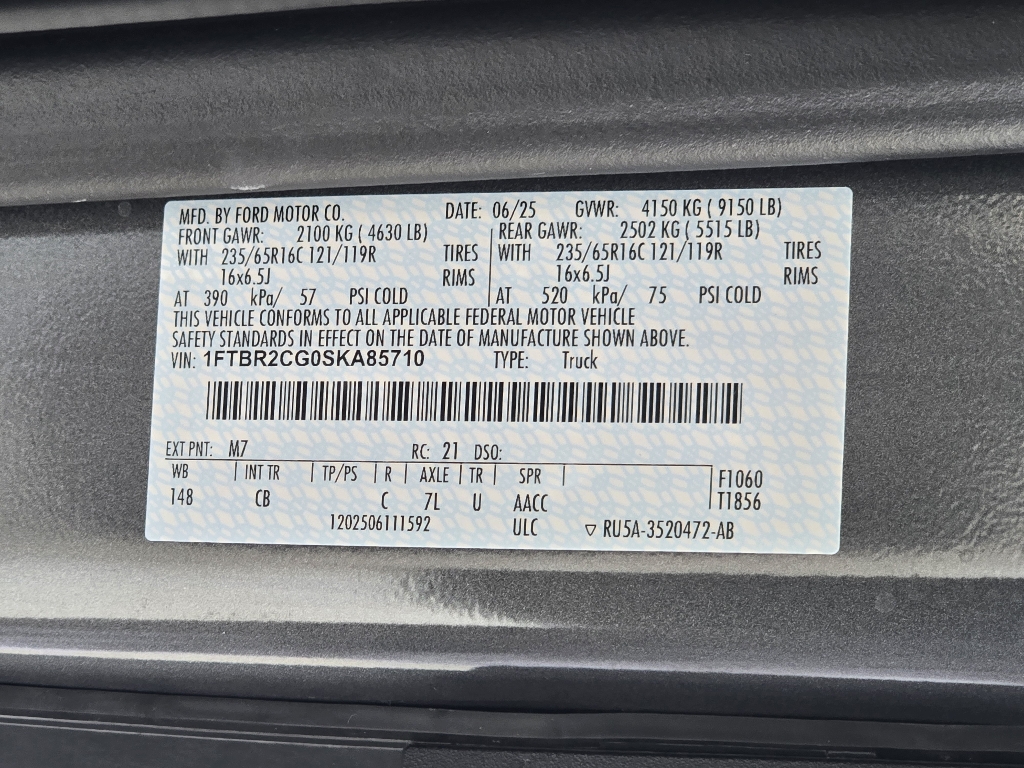 MFD. BY FORD MOTOR CO. DATE: 06/25 GVWR: 4150 KG ( 9150 LB)
FRONT GAWR: 2100 KG ( 4630 LB) REAR GAWR: 2502 KG ( 5515 LB)
WITH 235/65R16C 121/119R TIRES WITH 235/65R16C 121/119R TIRES
16x6.5J RIMS 16x6.5J RIMS
AT 390 kPa/ 57 PSI COLD AT 520 kPa/ 75 PSI COLD
THIS VEHICLE CONFORMS TO ALL APPLICABLE FEDERAL MOTOR VEHICLE
SAFETY STANDARDS IN EFFECT ON THE DATE OF MANUFACTURE SHOWN ABOVE.
VIN: 1FTBR2CG0SKA85710 TYPE: Truck
EXT PNT: M7 RC: 21 DSO:
WB | INT TR | TP/PS | R | AXLE | TR | SPR | F1060
148 CB C 7L U AACC T1856
1202506111592 ULC ▽ RU5A-3520472-AB